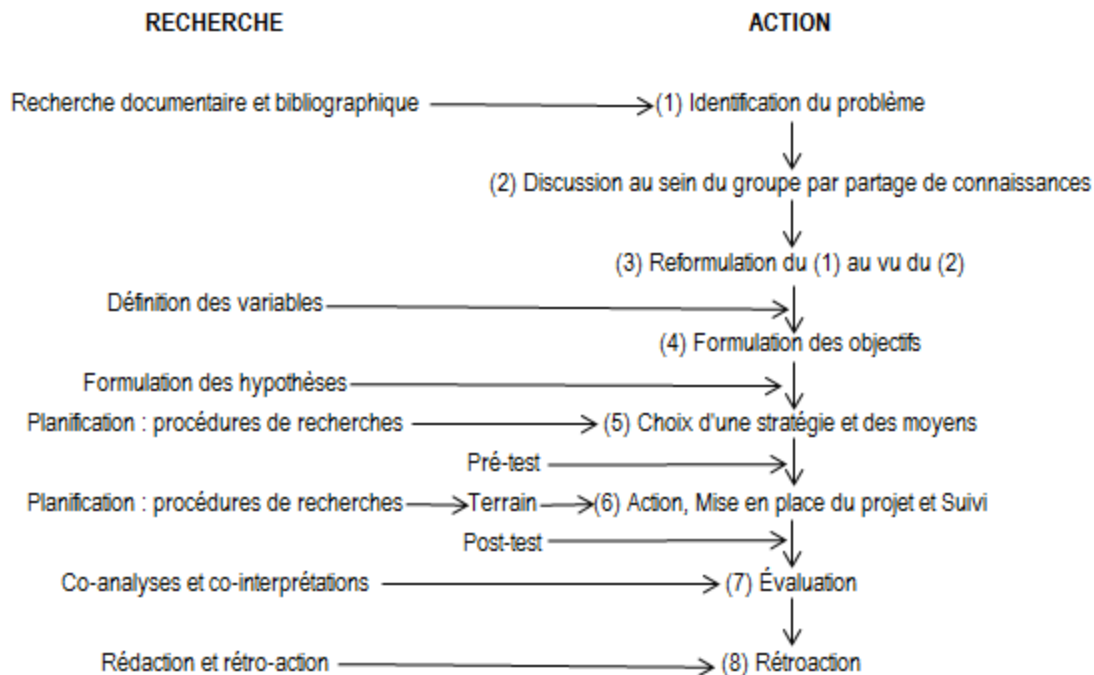 RECHERCHE ACTION
Recherche documentaire et bibliographique (1) Identification du problème
(2) Discussion au sein du groupe par partage de connaissances
(3) Reformulation du (1) au vu du (2)
Définition des variables
(4) Formulation des objectifs
Formulation des hypothèses
Planification : procédures de recherches (5) Choix d'une stratégie et des moyens
Pré-test
Planification : procédures de recherches Terrain (6) Action, Mise en place du projet et Suivi
Post-test
Co-analyses et co-interprétations (7) Évaluation
Rédaction et rétro-action (8) Rétroaction